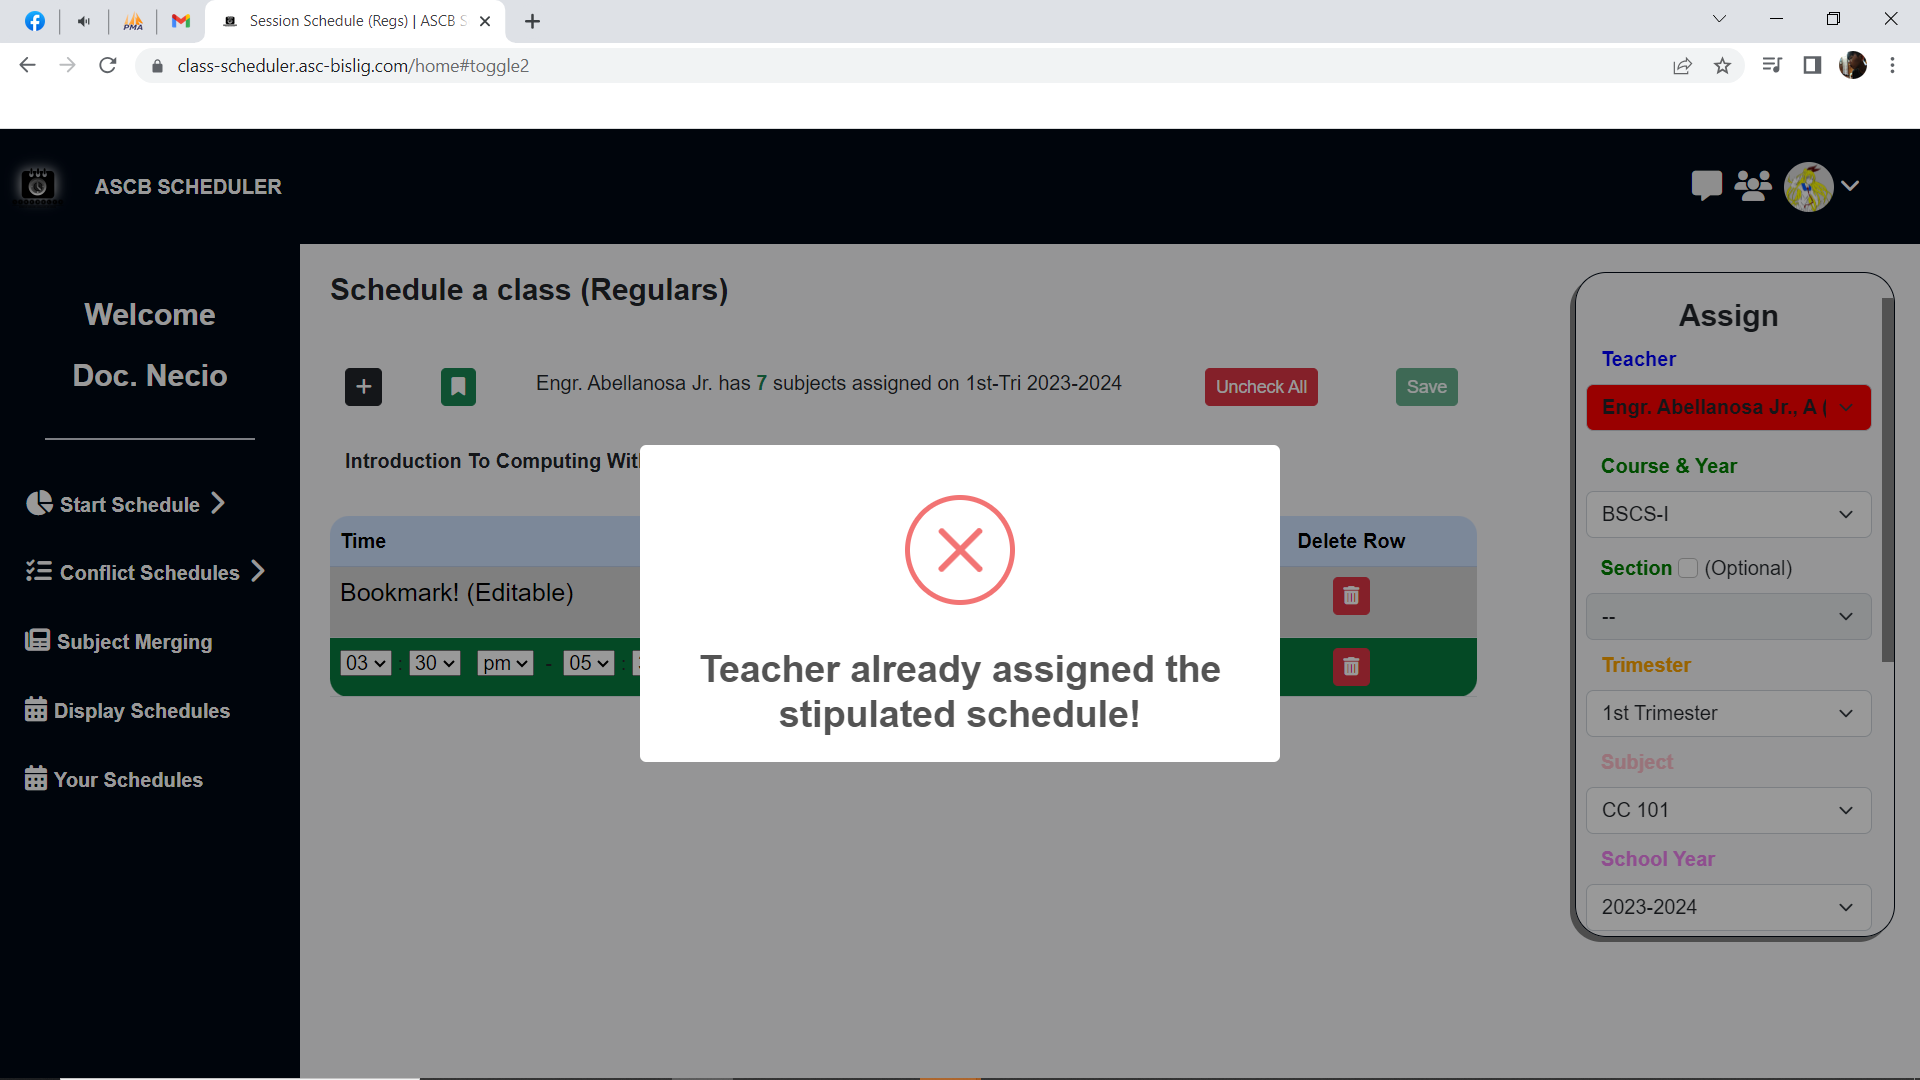 PMA
Session Schedule (Regs) | ASCB S
class-scheduler.asc-bislig.com/home#toggle2
ASCB SCHEDULER
Welcome
Doc. Necio
Start Schedule
Conflict Schedules
Subject Merging
Display Schedules
Your Schedules
Schedule a class (Regulars)
Engr. Abellanosa Jr. has 7 subjects assigned on 1st-Tri 2023-2024
Uncheck All
Save
Introduction To Computing Wit
Time
Delete Row
Bookmark! (Editable)
03 : 30 pm - 05 :
Teacher already assigned the
stipulated schedule!
Assign
Teacher
Engr. Abellanosa Jr., A (
Course & Year
BSCS-I
Section (Optional)
--
Trimester
1st Trimester
Subject
CC 101
School Year
2023-2024